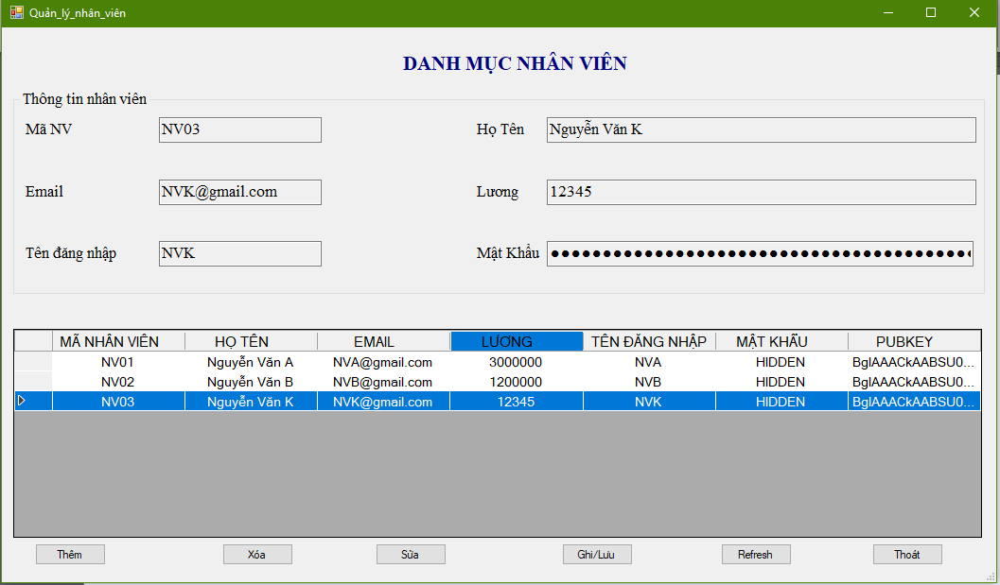 Quản_lý_nhân_viên
DANH MỤC NHÂN VIÊN
Thông tin nhân viên
Mã NV NV03 Họ Tên Nguyễn Văn K
Email NVK@gmail.com Lương 12345
Tên đăng nhập NVK Mật Khẩu
MÃ NHÂN VIÊN HỌ TÊN EMAIL LƯƠNG TÊN ĐĂNG NHẬP MẬT KHẨU PUBKEY
NV01 Nguyễn Văn A NVA@gmail.com 3000000 NVA HIDDEN BgIAAACkAABSU0...
NV02 Nguyễn Văn B NVB@gmail.com 1200000 NVB HIDDEN BgIAAACkAABSU0...
NV03 Nguyễn Văn K NVK@gmail.com 12345 NVK HIDDEN BgIAAACkAABSU0...
Thêm Xóa Sửa Ghi/Lưu Refresh Thoát